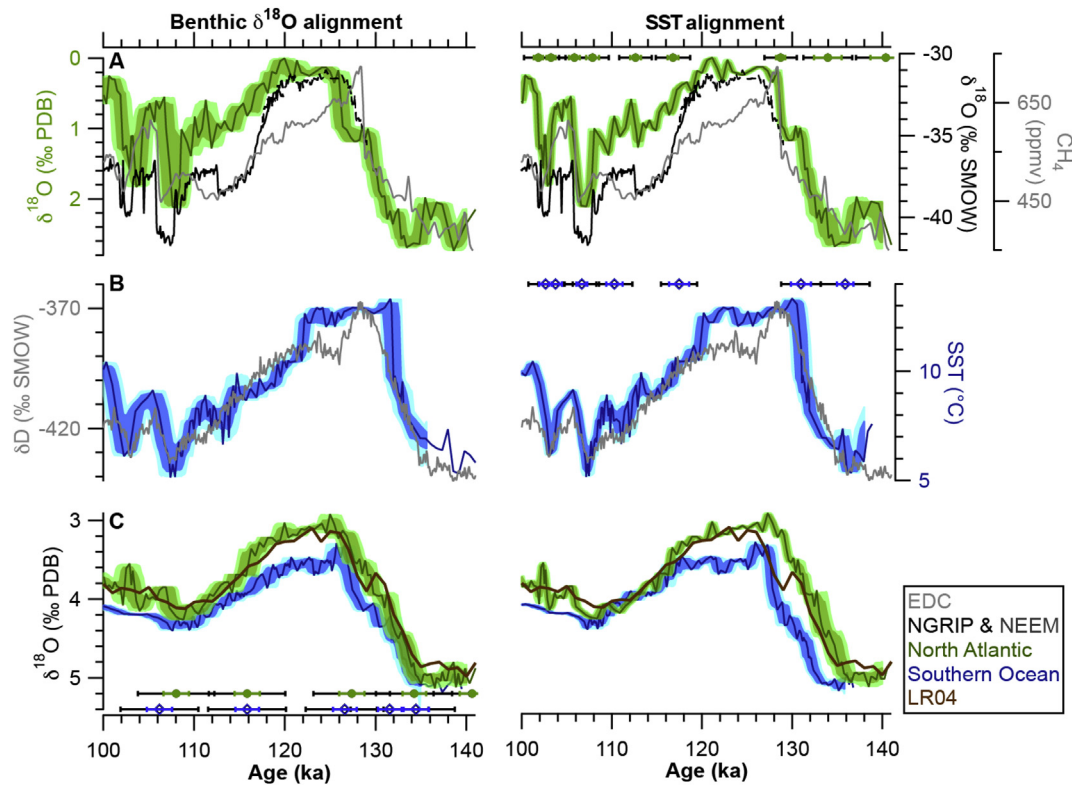 Benthic δ¹⁸O alignment
SST alignment
A
0
1
2
δ¹⁸O (‰ PDB)
-30
-35
-40
δ¹⁸O (‰ SMOW)
650
450
CH₄
(ppmv)
B
-370
-420
δD (‰ SMOW)
10
5
SST (°C)
C
3
4
5
δ¹⁸O (‰ PDB)
EDC
NGRIP & NEEM
North Atlantic
Southern Ocean
LR04
100 110 120 130 140
100 110 120 130 140
Age (ka)
Age (ka)